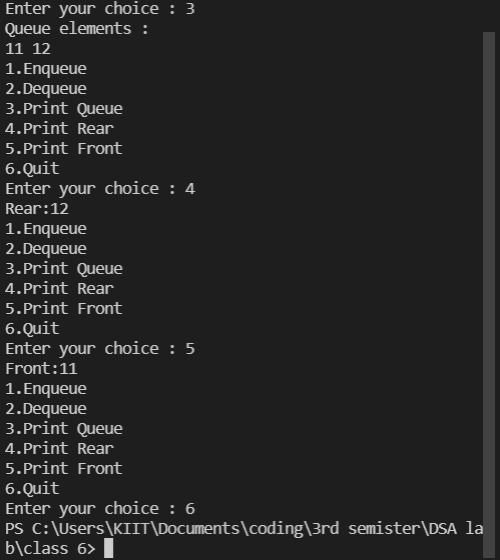 Enter your choice : 3
Queue elements :
11 12
1.Enqueue
2.Dequeue
3.Print Queue
4.Print Rear
5.Print Front
6.Quit
Enter your choice : 4
Rear:12
1.Enqueue
2.Dequeue
3.Print Queue
4.Print Rear
5.Print Front
6.Quit
Enter your choice : 5
Front:11
1.Enqueue
2.Dequeue
3.Print Queue
4.Print Rear
5.Print Front
6.Quit
Enter your choice : 6
PS C:\Users\KIIT\Documents\coding\3rd semister\DSA la
b\class 6>